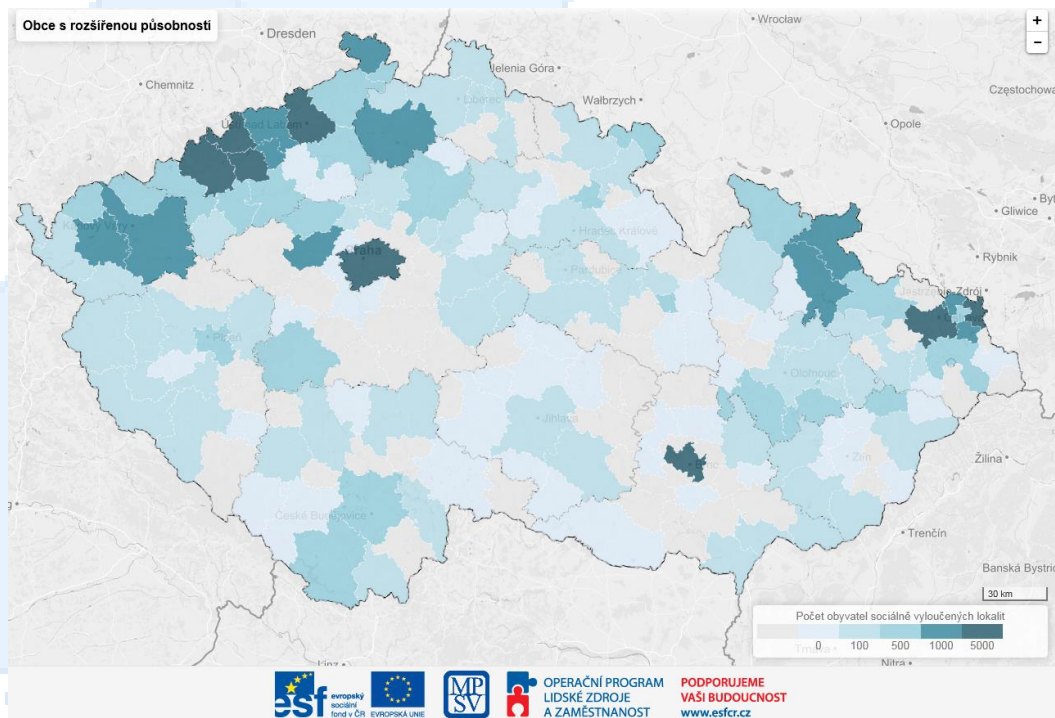 Obce s rozšířenou působností
+
−
Dresden
Wrocław
Jelenia Góra
Chemnitz
Częstochowa
Wałbrzych
Liberec
Opole
Ústí nad Labem
Gliwice
Karlovy Vary
Hradec Králové
Praha
Rybnik
Pardubice
Jastrzębie-Zdrój
Plzeň
Olomouc
Jihlava
Zlín
Žilina
Brno
České Budějovice
Trenčín
Banská Bystric
30 km
Počet obyvatel sociálně vyloučených lokalit
0 100 500 1000 5000
Trnava
Linz
Nitra
esf
evropský
sociální
fond v ČR
EVROPSKÁ UNIE
MP
SV
OPERAČNÍ PROGRAM
LIDSKÉ ZDROJE
A ZAMĚSTNANOST
PODPORUJEME
VAŠI BUDOUCNOST
www.esfcr.cz